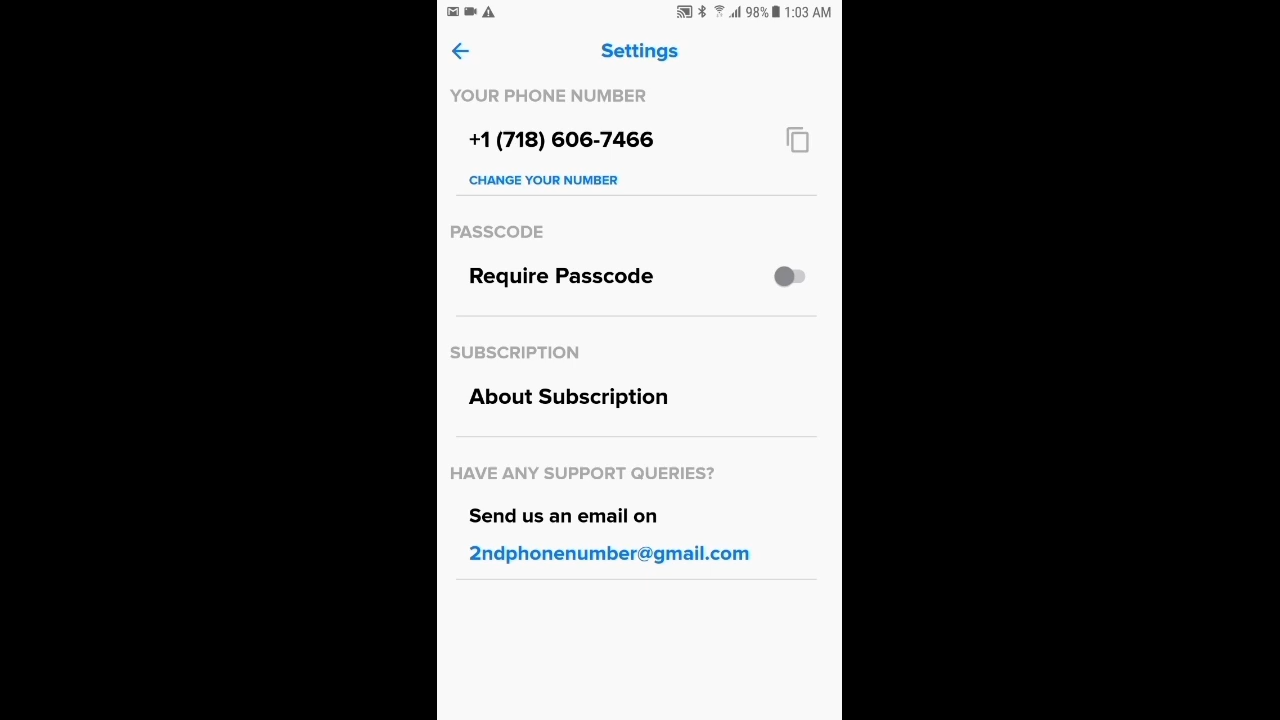 98% 1:03 AM
Settings
YOUR PHONE NUMBER
+1 (718) 606-7466
CHANGE YOUR NUMBER
PASSCODE
Require Passcode
SUBSCRIPTION
About Subscription
HAVE ANY SUPPORT QUERIES?
Send us an email on
2ndphonenumber@gmail.com